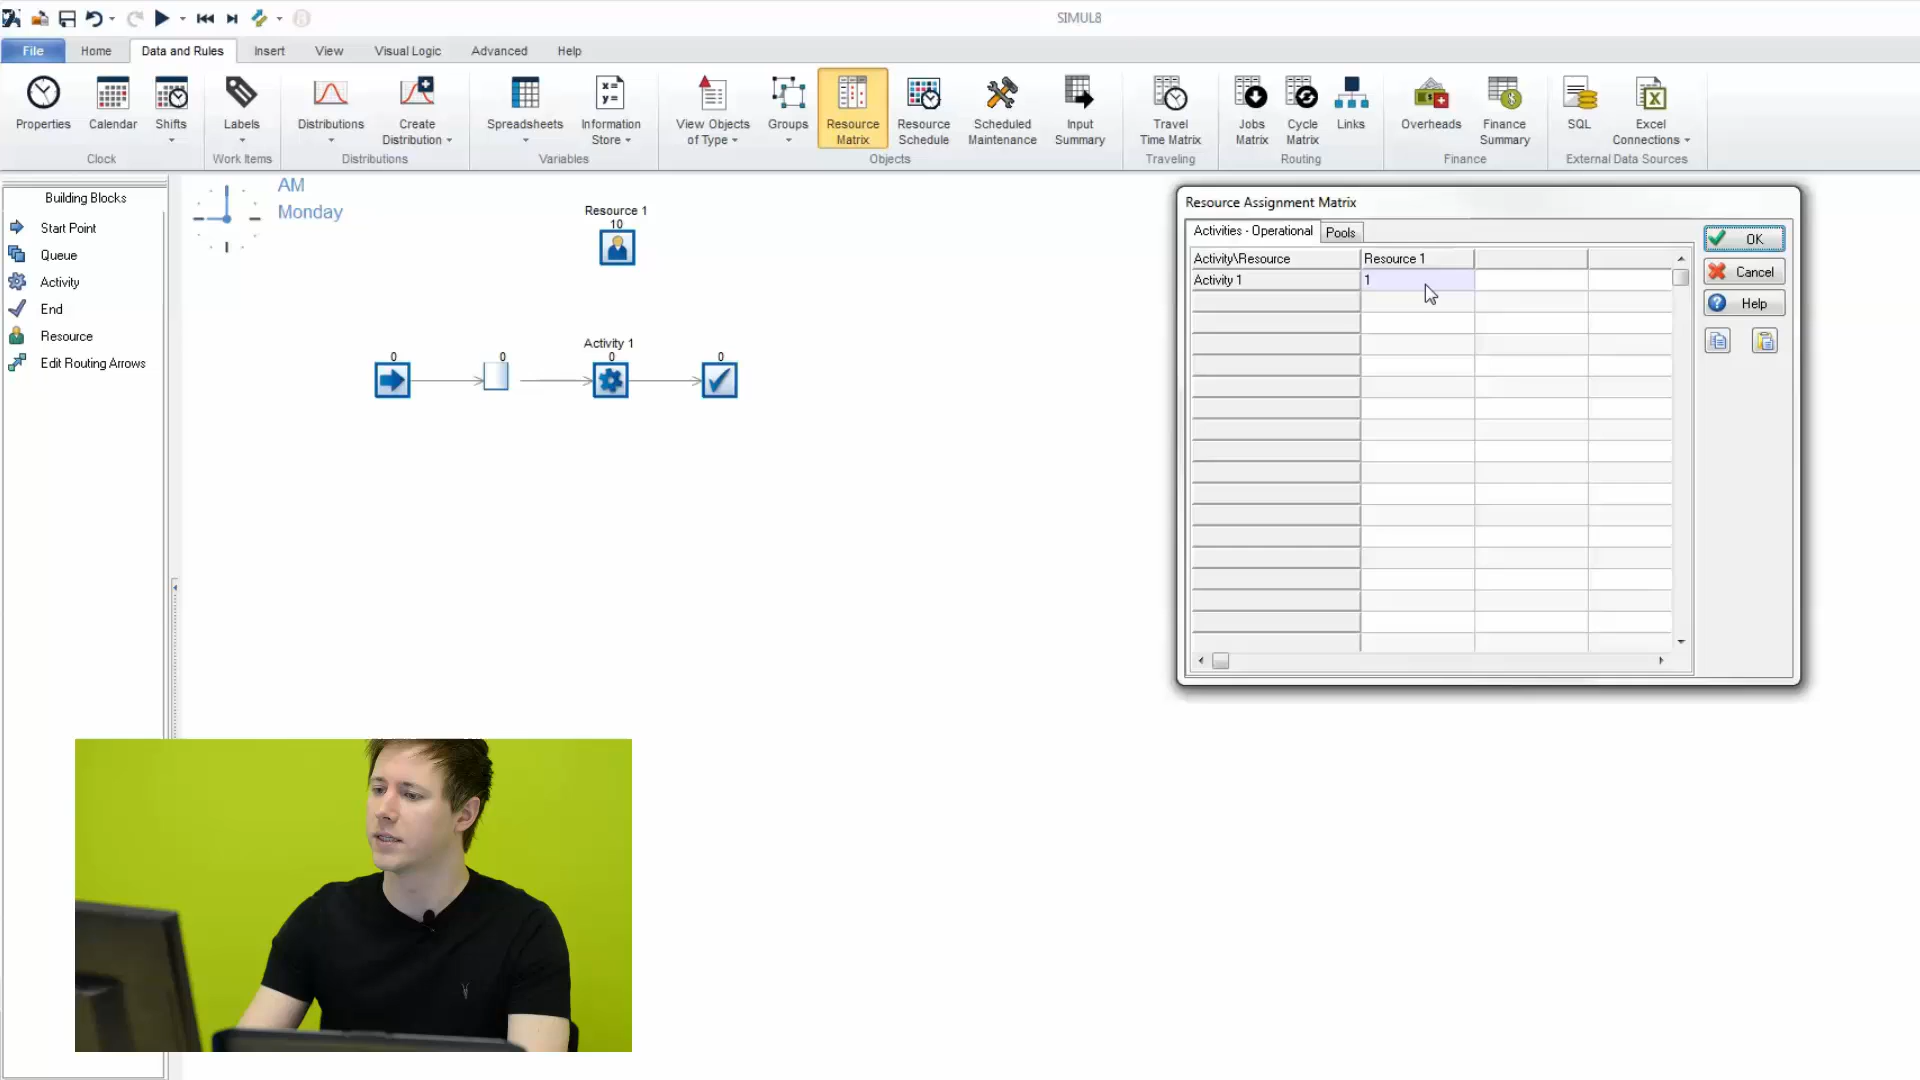 SIMUL8
File Home Data and Rules Insert View Visual Logic Advanced Help
Properties Calendar Shifts Labels Distributions Create Distribution Spreadsheets Information Store View Objects of Type Groups Resource Matrix Resource Schedule Scheduled Maintenance Input Summary Travel Time Matrix Jobs Matrix Cycle Matrix Links Overheads Finance Summary SQL Excel Connections
Clock Work Items Distributions Variables Objects Traveling Routing Finance External Data Sources
Building Blocks
Start Point
Queue
Activity
End
Resource
Edit Routing Arrows
AM
Monday
Resource 1
10
Activity 1
0 0 0 0
Resource Assignment Matrix
Activities - Operational Pools
Activity\Resource Resource 1
Activity 1 1
OK
Cancel
Help